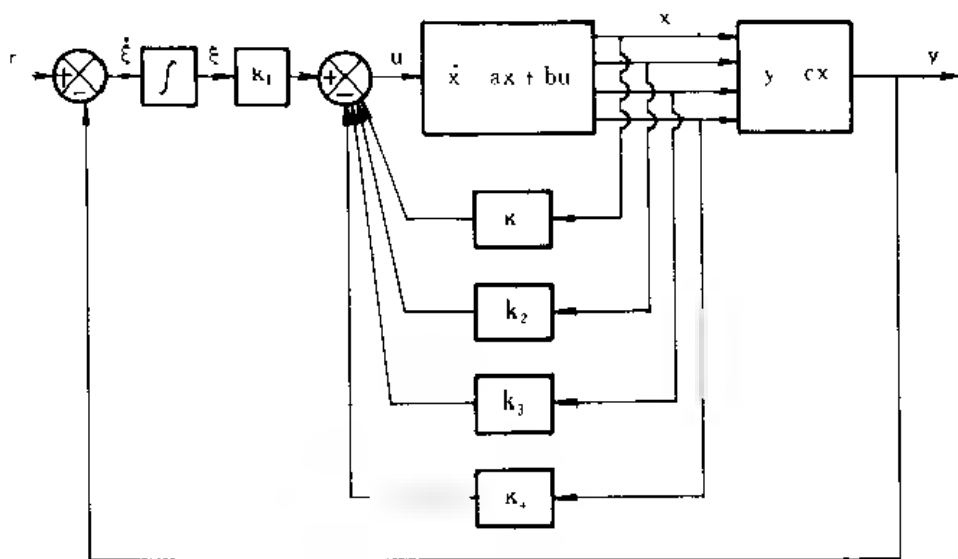 x
r
ξ̇
∫
ξ
K₁
u
ẋ ax + bu
y cx
y
+
−
+
−
K
k₂
k₃
K₄